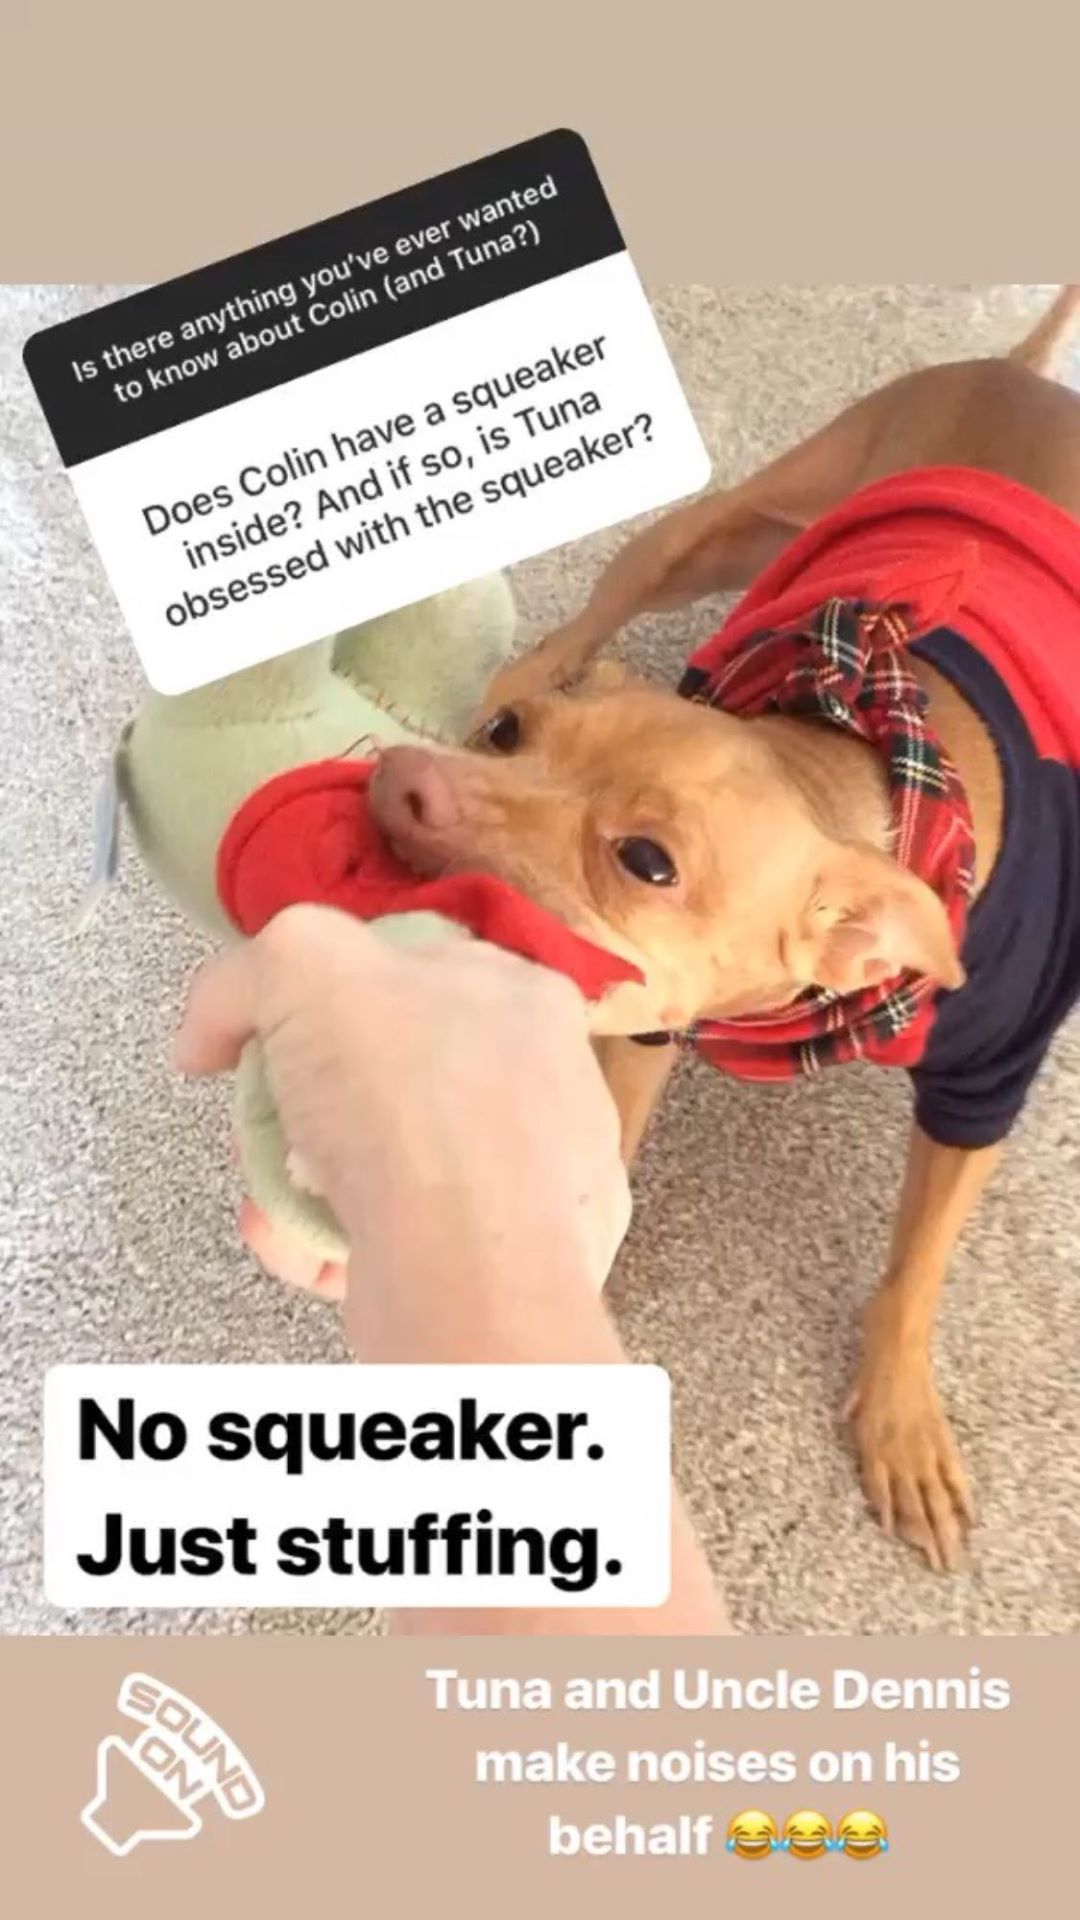 Is there anything you've ever wanted
to know about Colin (and Tuna?)
Does Colin have a squeaker
inside? And if so, is Tuna
obsessed with the squeaker?
No squeaker.
Just stuffing.
SOUND
ON
Tuna and Uncle Dennis
make noises on his
behalf 😂😂😂